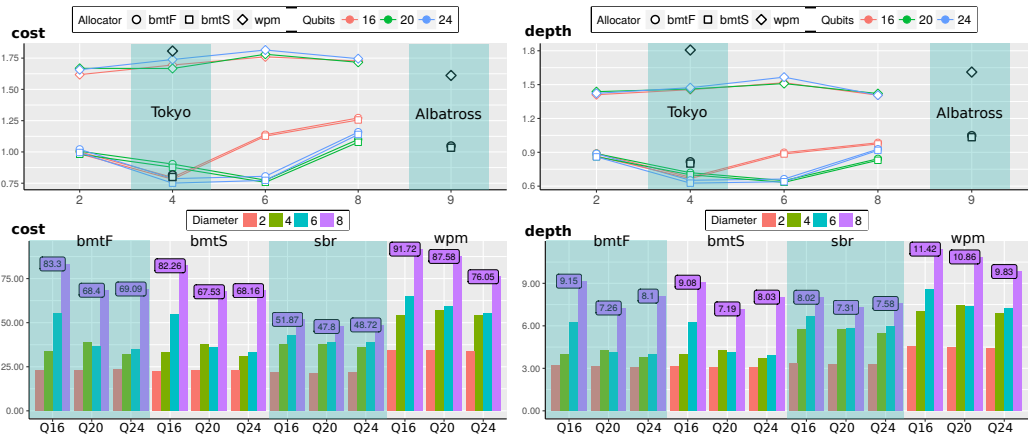 Allocator bmtF bmtS wpm Qubits 16 20 24
cost
1.75
1.50
1.25
1.00
0.75
Tokyo
Albatross
2 4 6 8 9
Allocator bmtF bmtS wpm Qubits 16 20 24
depth
1.8
1.5
1.2
0.9
0.6
Tokyo
Albatross
2 4 6 8 9
Diameter 2 4 6 8
cost
bmtF bmtS sbr wpm
75.00
50.00
25.00
0.00
83.3 68.4 69.09 82.26 67.53 68.16 51.87 47.8 48.72 91.72 87.58 76.05
Q16 Q20 Q24 Q16 Q20 Q24 Q16 Q20 Q24 Q16 Q20 Q24
Diameter 2 4 6 8
depth
bmtF bmtS sbr wpm
9.00
6.00
3.00
0.00
9.15 7.26 8.1 9.08 7.19 8.03 8.02 7.31 7.58 11.42 10.86 9.83
Q16 Q20 Q24 Q16 Q20 Q24 Q16 Q20 Q24 Q16 Q20 Q24